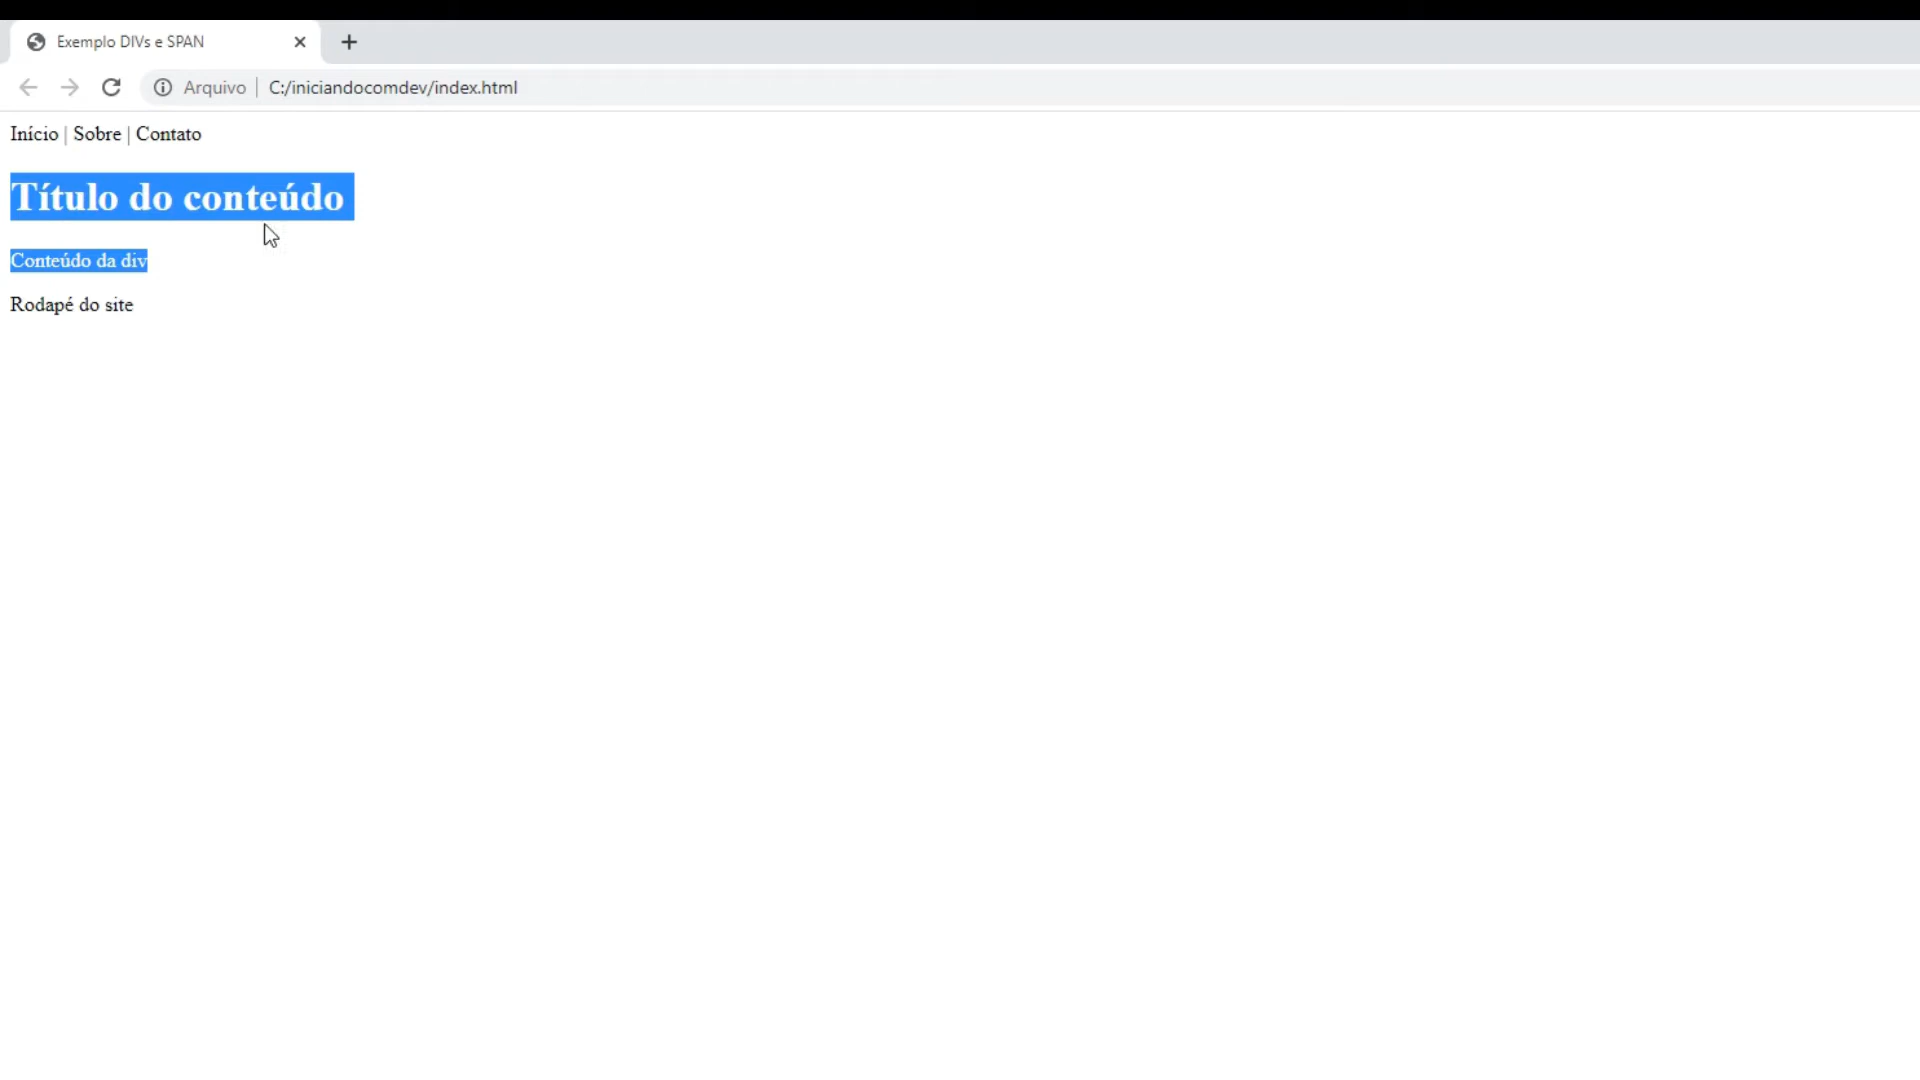 Exemplo DIVs e SPAN
Arquivo | C:/iniciandocomdev/index.html
Início | Sobre | Contato
Título do conteúdo
Conteúdo da div
Rodapé do site